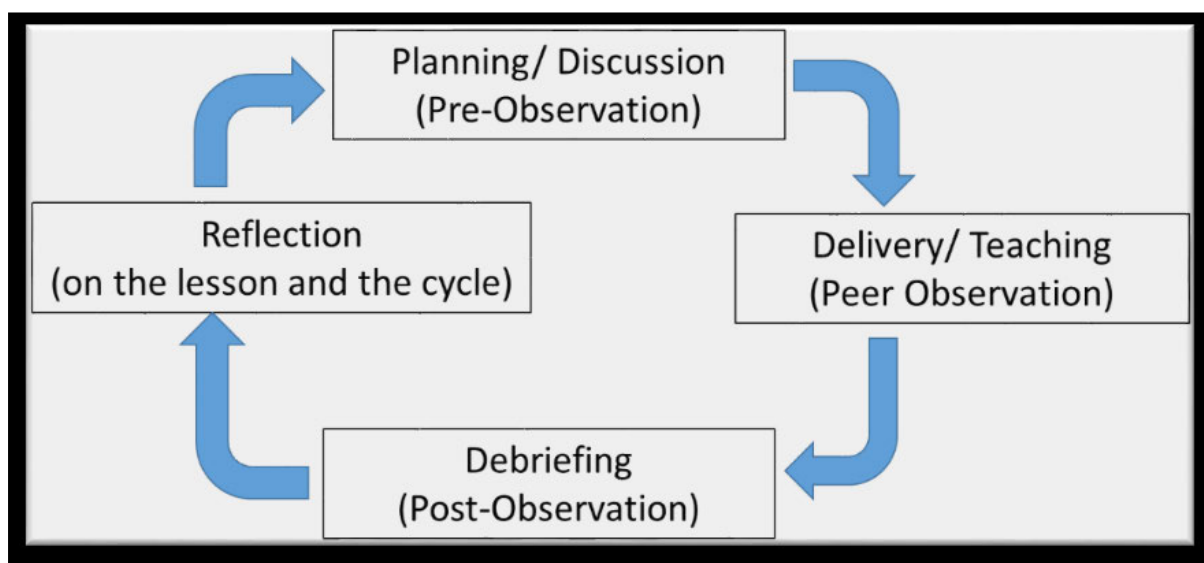 Planning/ Discussion
(Pre-Observation)
Delivery/ Teaching
(Peer Observation)
Debriefing
(Post-Observation)
Reflection
(on the lesson and the cycle)